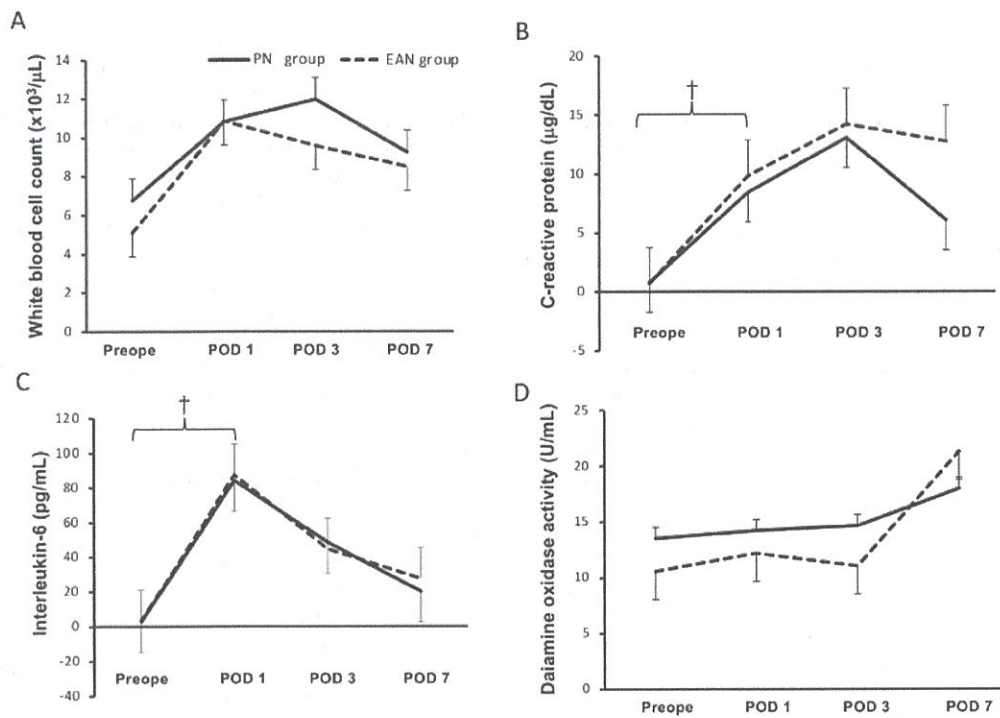 A
White blood cell count (x10³/μL)
14
12
10
8
6
4
2
0
PN group
EAN group
Preope POD 1 POD 3 POD 7
B
C-reactive protein (μg/dL)
20
15
10
5
0
-5
†
Preope POD 1 POD 3 POD 7
C
Interleukin-6 (pg/mL)
120
100
80
60
40
20
0
-20
-40
†
Preope POD 1 POD 3 POD 7
D
Daiamine oxidase activity (U/mL)
25
20
15
10
5
0
Preope POD 1 POD 3 POD 7